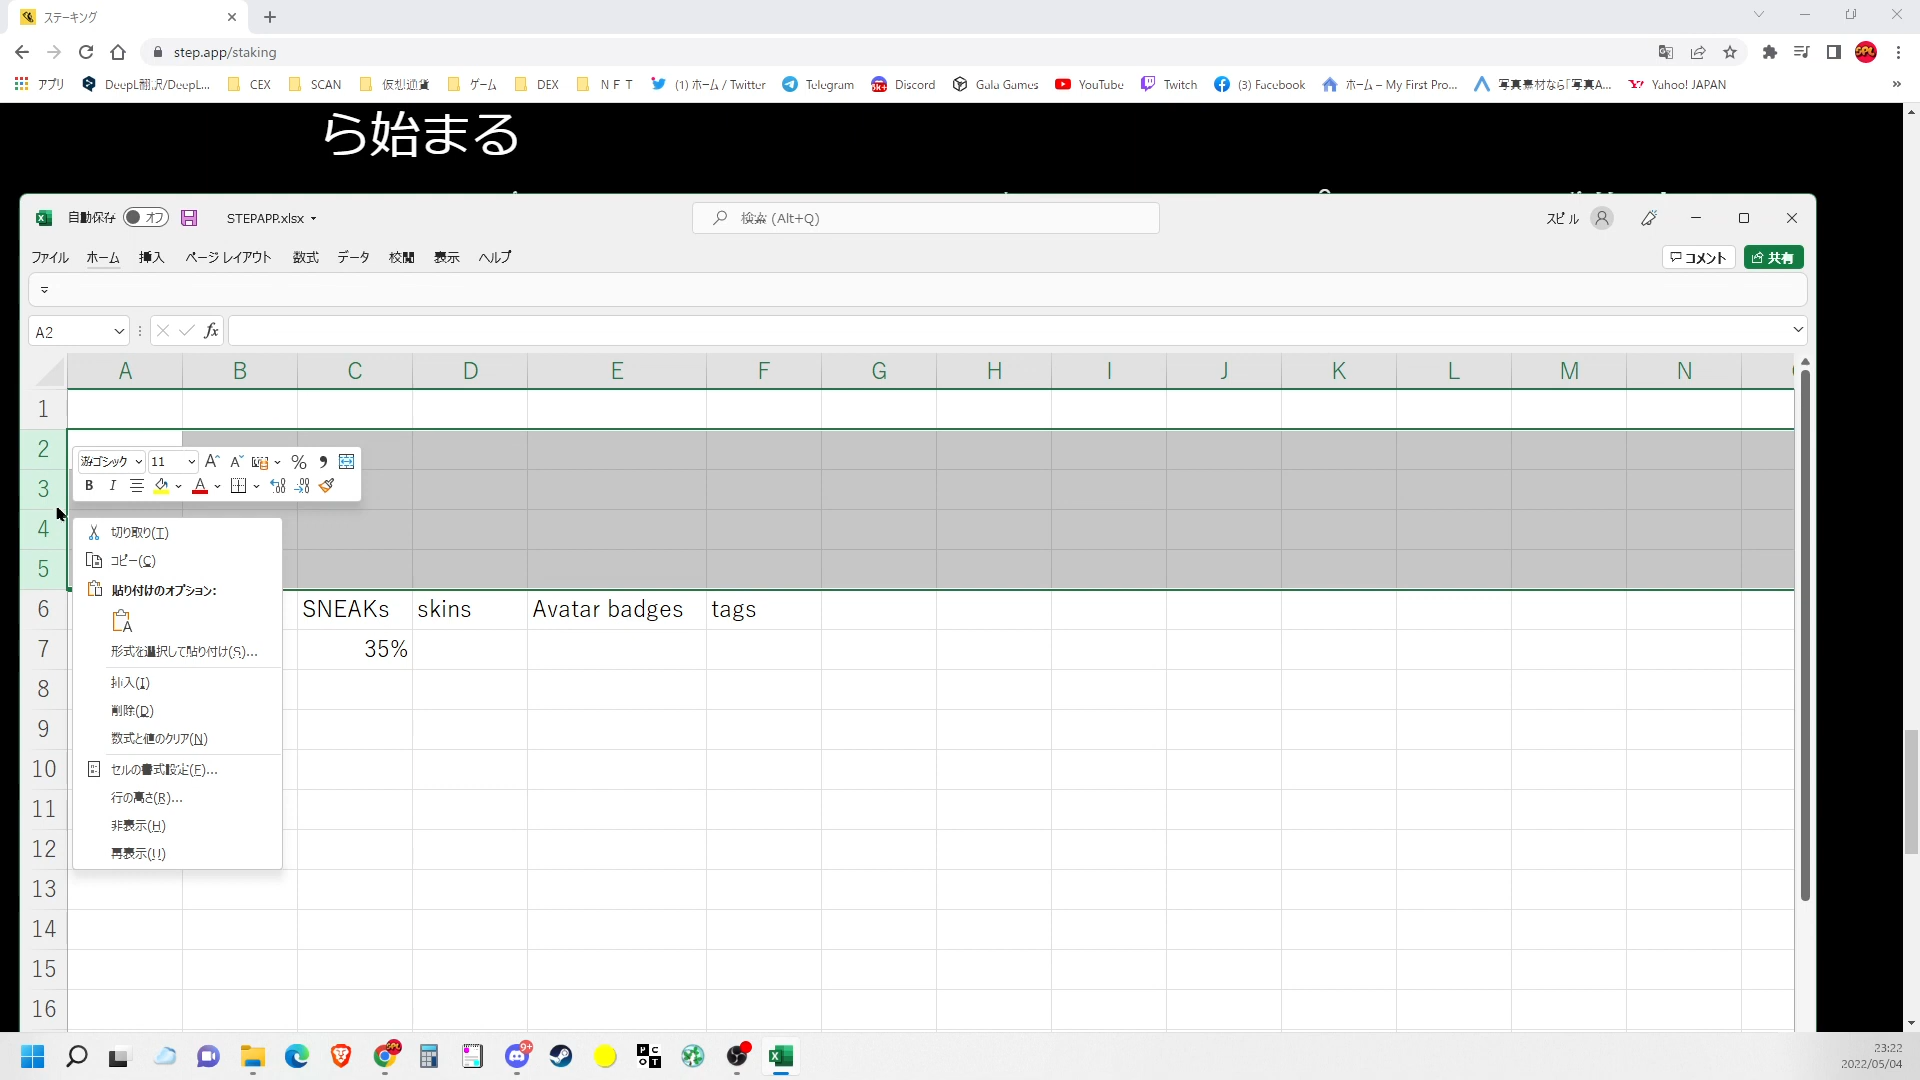 ステーキング
step.app/staking
アプリ DeepL翻訳/DeepL... CEX SCAN 仮想通貨 ゲーム DEX N F T (1) ホーム / Twitter Telegram Discord Gala Games YouTube Twitch (3) Facebook ホーム – My First Pro... 写真素材なら「写真A... Yahoo! JAPAN »
ら始まる
自動保存 オフ STEPAPP.xlsx 検索 (Alt+Q) スピル
ファイル ホーム 挿入 ページ レイアウト 数式 データ 校閲 表示 ヘルプ コメント 共有
A2 fx
A B C D E F G H I J K L M N
1
2
游ゴシック 11 A A % ,
3
B I A
4
切り取り(T)
コピー(C)
5
貼り付けのオプション:
6 SNEAKs skins Avatar badges tags
形式を選択して貼り付け(S)...
7 35%
挿入(I)
8
削除(D)
9
数式と値のクリア(N)
10
セルの書式設定(F)...
行の高さ(R)...
11
非表示(H)
12
再表示(U)
13
14
15
16
23:22
2022/05/04